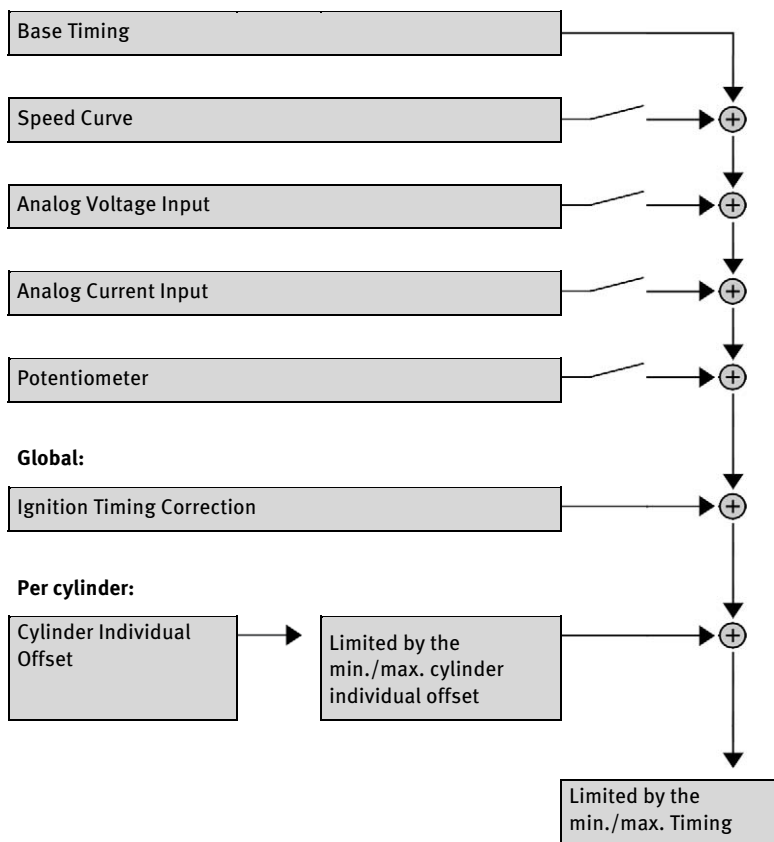 Base Timing
Speed Curve
Analog Voltage Input
Analog Current Input
Potentiometer
Global:
Ignition Timing Correction
Per cylinder:
Cylinder Individual
Offset
Limited by the
min./max. cylinder
individual offset
Limited by the
min./max. Timing